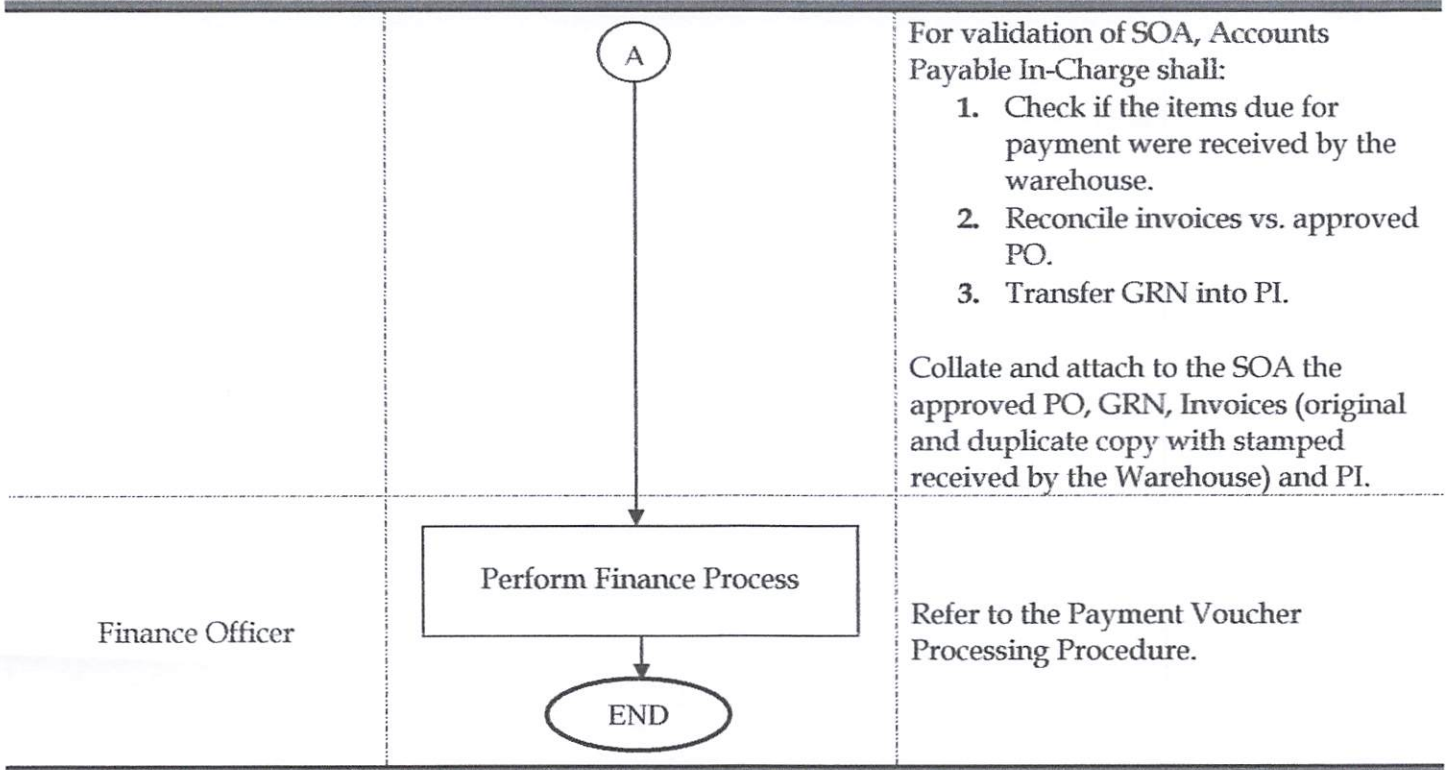 A
For validation of SOA, Accounts
Payable In-Charge shall:
1. Check if the items due for
payment were received by the
warehouse.
2. Reconcile invoices vs. approved
PO.
3. Transfer GRN into PI.
Collate and attach to the SOA the
approved PO, GRN, Invoices (original
and duplicate copy with stamped
received by the Warehouse) and PI.
Finance Officer
Perform Finance Process
END
Refer to the Payment Voucher
Processing Procedure.